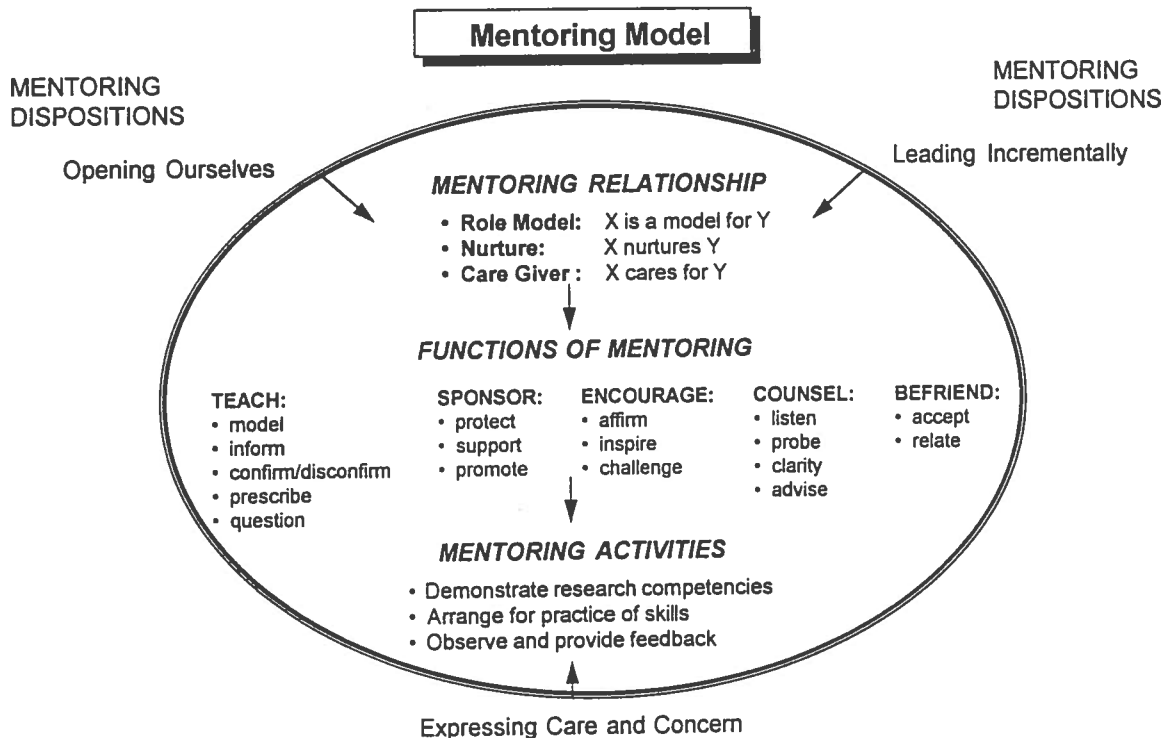 Mentoring Model
MENTORING
DISPOSITIONS
MENTORING
DISPOSITIONS
Opening Ourselves
Leading Incrementally
MENTORING RELATIONSHIP
• Role Model: X is a model for Y
• Nurture: X nurtures Y
• Care Giver : X cares for Y
FUNCTIONS OF MENTORING
TEACH:
• model
• inform
• confirm/disconfirm
• prescribe
• question
SPONSOR:
• protect
• support
• promote
ENCOURAGE:
• affirm
• inspire
• challenge
COUNSEL:
• listen
• probe
• clarity
• advise
BEFRIEND:
• accept
• relate
MENTORING ACTIVITIES
• Demonstrate research competencies
• Arrange for practice of skills
• Observe and provide feedback
Expressing Care and Concern